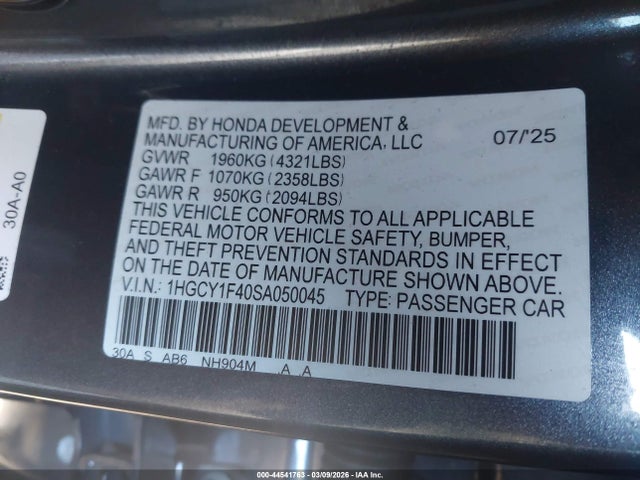 30A-A0
MFD. BY HONDA DEVELOPMENT &
MANUFACTURING OF AMERICA, LLC 07/'25
GVWR 1960KG (4321LBS)
GAWR F 1070KG (2358LBS)
GAWR R 950KG (2094LBS)
THIS VEHICLE CONFORMS TO ALL APPLICABLE
FEDERAL MOTOR VEHICLE SAFETY, BUMPER,
AND THEFT PREVENTION STANDARDS IN EFFECT
ON THE DATE OF MANUFACTURE SHOWN ABOVE.
V.I.N.: 1HGCY1F40SA050045 TYPE: PASSENGER CAR
30A S AB6 NH904M A A
000-44541763 | 03/09/2026 | IAA Inc.